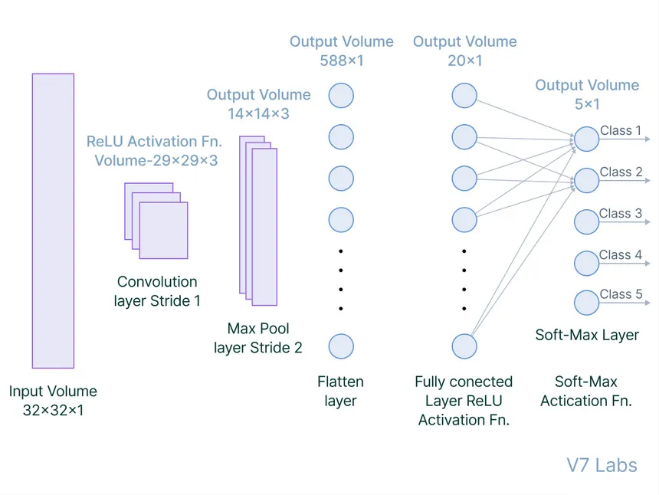 Input Volume
32×32×1
ReLU Activation Fn.
Volume-29×29×3
Convolution
layer Stride 1
Output Volume
14×14×3
Max Pool
layer Stride 2
Output Volume
588×1
Flatten
layer
Output Volume
20×1
Fully conected
Layer ReLU
Activation Fn.
Output Volume
5×1
Class 1
Class 2
Class 3
Class 4
Class 5
Soft-Max Layer
Soft-Max
Actication Fn.
V7 Labs